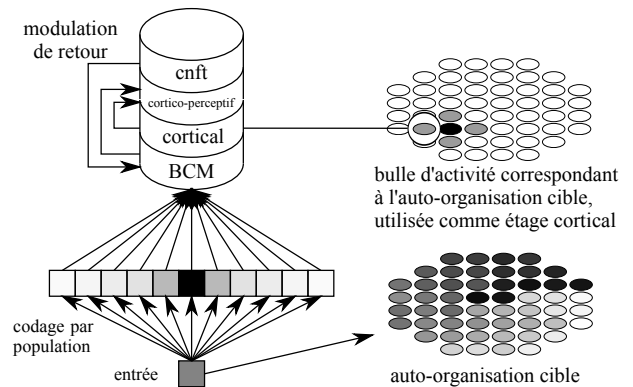 modulation
de retour
cnft
cortico-perceptif
cortical
BCM
bulle d'activité correspondant
à l'auto-organisation cible,
utilisée comme étage cortical
codage par
population
entrée
auto-organisation cible